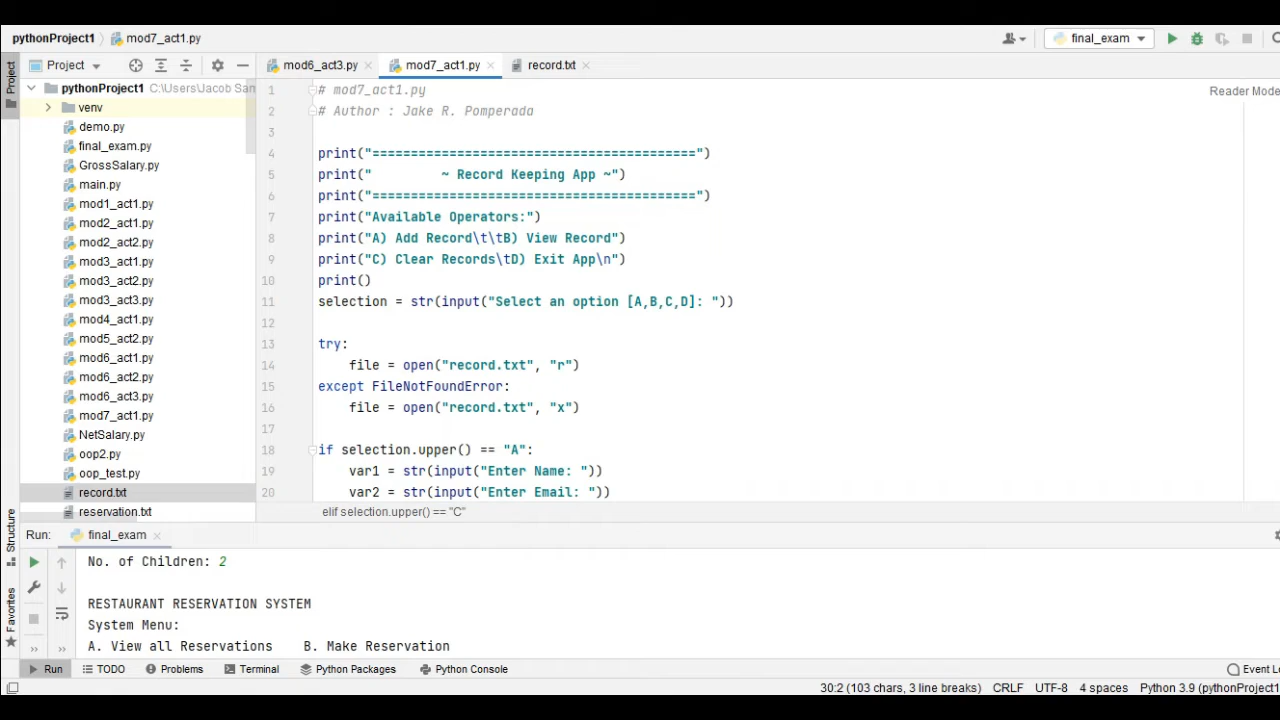 pythonProject1 mod7_act1.py final_exam
Project mod6_act3.py mod7_act1.py record.txt
Project
pythonProject1 C:\Users\Jacob Sam
venv
demo.py
final_exam.py
GrossSalary.py
main.py
mod1_act1.py
mod2_act1.py
mod2_act2.py
mod3_act1.py
mod3_act2.py
mod3_act3.py
mod4_act1.py
mod5_act2.py
mod6_act1.py
mod6_act2.py
mod6_act3.py
mod7_act1.py
NetSalary.py
oop2.py
oop_test.py
record.txt
reservation.txt
Reader Mode
1 # mod7_act1.py
2 # Author : Jake R. Pomperada
3
4 print("==========================================")
5 print("         ~ Record Keeping App ~")
6 print("==========================================")
7 print("Available Operators:")
8 print("A) Add Record\t\tB) View Record")
9 print("C) Clear Records\tD) Exit App\n")
10 print()
11 selection = str(input("Select an option [A,B,C,D]: "))
12
13 try:
14     file = open("record.txt", "r")
15 except FileNotFoundError:
16     file = open("record.txt", "x")
17
18 if selection.upper() == "A":
19     var1 = str(input("Enter Name: "))
20     var2 = str(input("Enter Email: "))
elif selection.upper() == "C"
Structure
Favorites
Run: final_exam
No. of Children: 2
RESTAURANT RESERVATION SYSTEM
System Menu:
A. View all Reservations    B. Make Reservation
Run TODO Problems Terminal Python Packages Python Console Event Lo
30:2 (103 chars, 3 line breaks) CRLF UTF-8 4 spaces Python 3.9 (pythonProject1